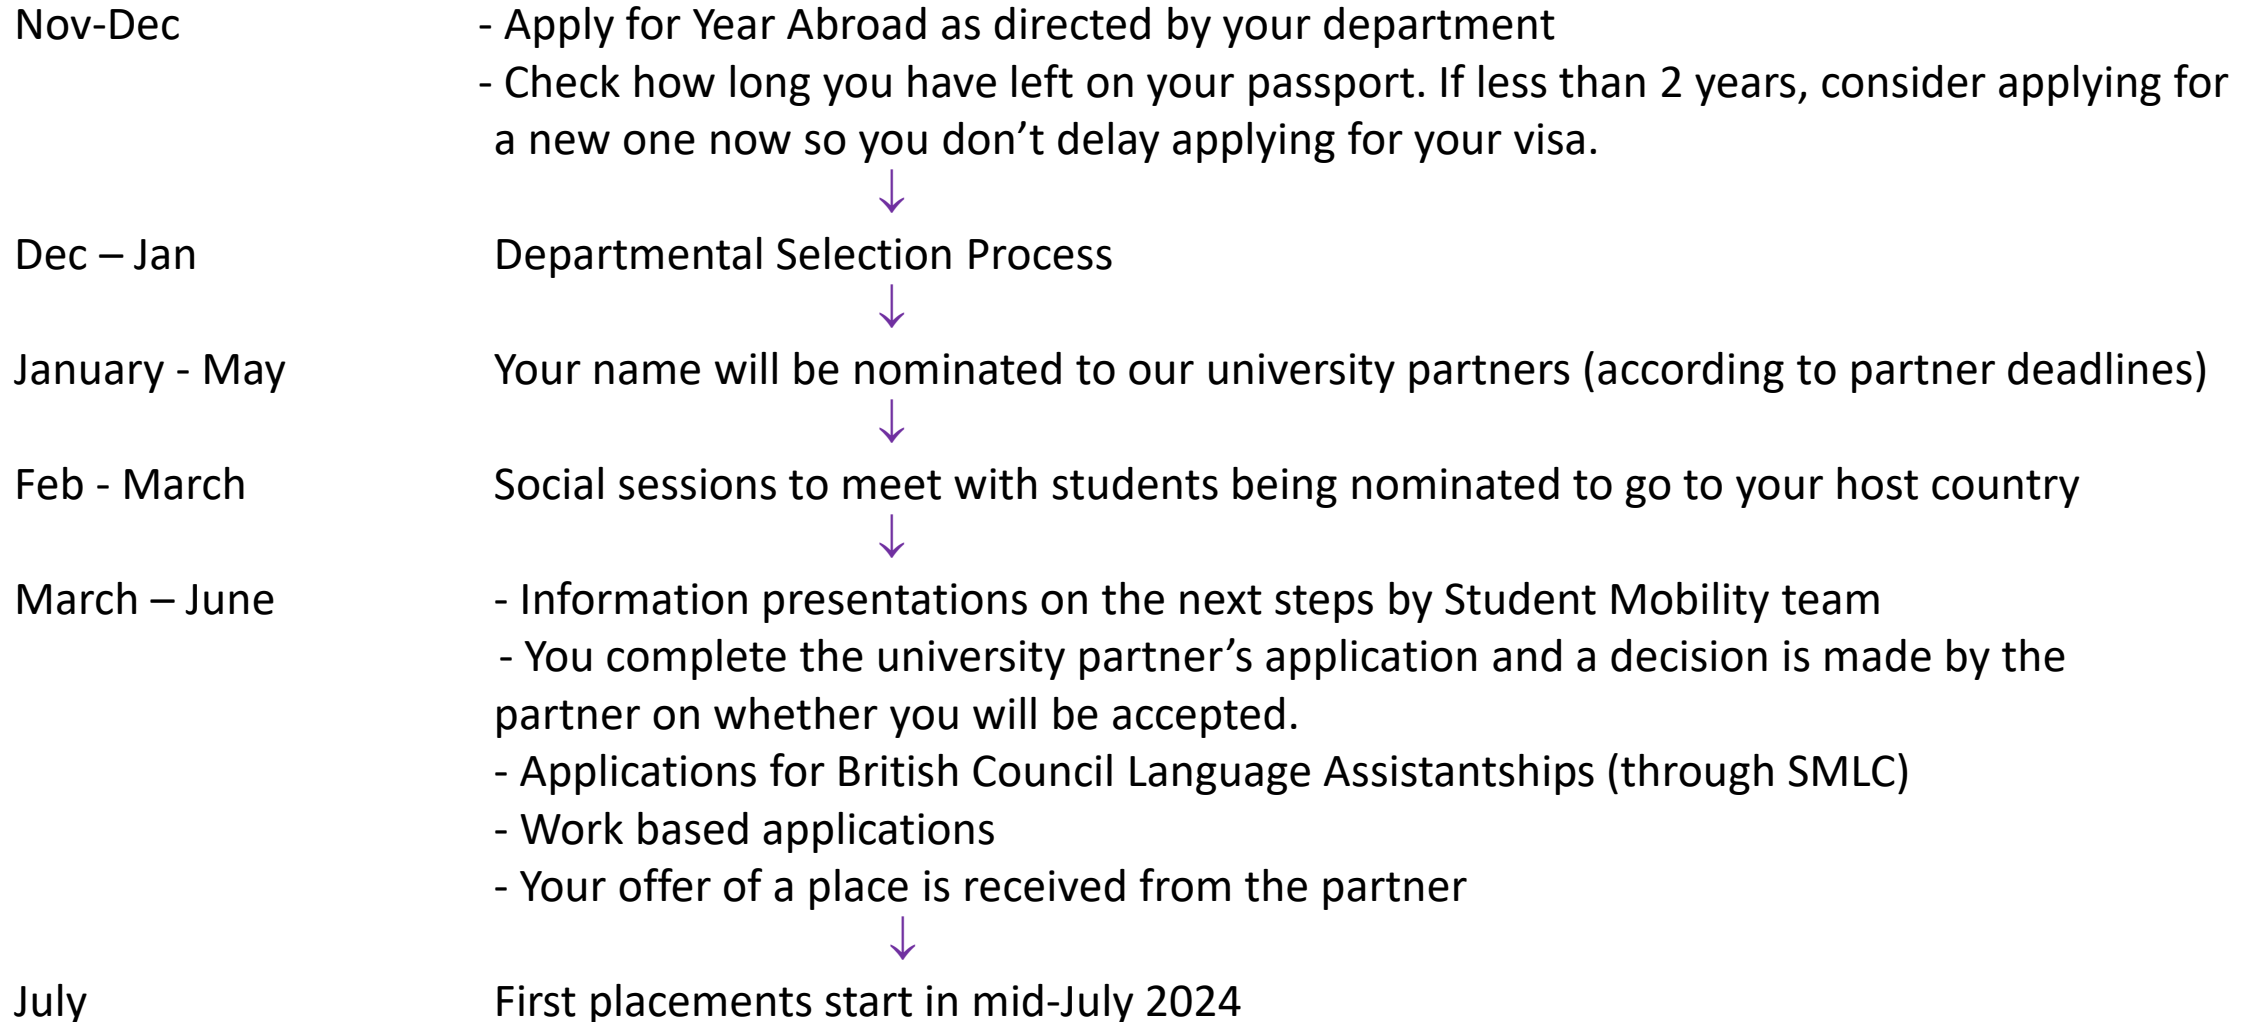 Nov-Dec - Apply for Year Abroad as directed by your department
- Check how long you have left on your passport. If less than 2 years, consider applying for
a new one now so you don’t delay applying for your visa.
↓
Dec – Jan Departmental Selection Process
↓
January - May Your name will be nominated to our university partners (according to partner deadlines)
↓
Feb - March Social sessions to meet with students being nominated to go to your host country
↓
March – June - Information presentations on the next steps by Student Mobility team
- You complete the university partner’s application and a decision is made by the
partner on whether you will be accepted.
- Applications for British Council Language Assistantships (through SMLC)
- Work based applications
- Your offer of a place is received from the partner
↓
July First placements start in mid-July 2024